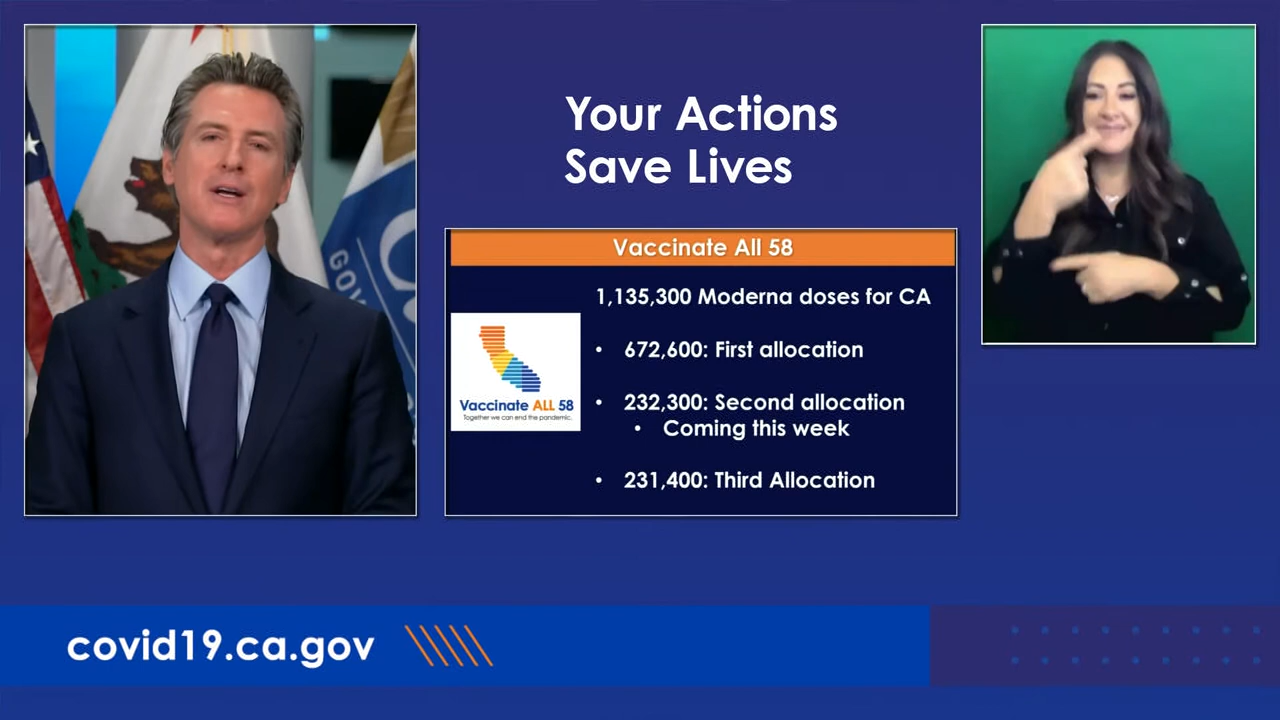 Your Actions
Save Lives
Vaccinate All 58
1,135,300 Moderna doses for CA
• 672,600: First allocation
• 232,300: Second allocation
• Coming this week
• 231,400: Third Allocation
Vaccinate ALL 58
Together we can end the pandemic.
covid19.ca.gov